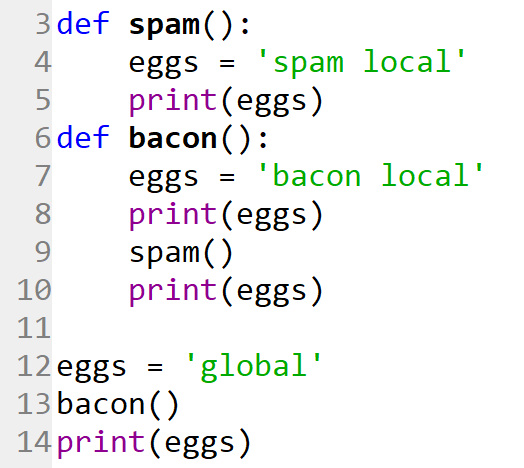 3 def spam():
4     eggs = 'spam local'
5     print(eggs)
6 def bacon():
7     eggs = 'bacon local'
8     print(eggs)
9     spam()
10     print(eggs)
11
12 eggs = 'global'
13 bacon()
14 print(eggs)